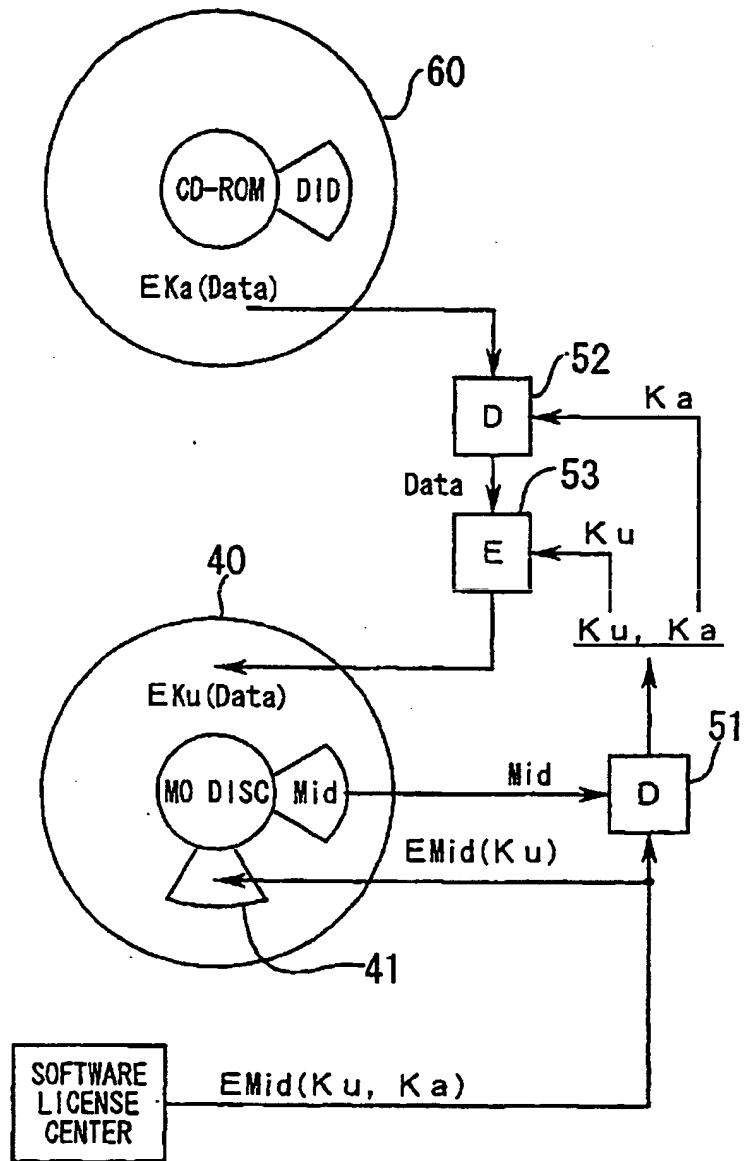 60
CD-ROM
DID
EKa(Data)
52
D
Ka
Data
53
E
Ku
40
Ku, Ka
EKu(Data)
51
MO DISC
Mid
Mid
D
EMid(Ku)
41
SOFTWARE
LICENSE
CENTER
EMid(Ku, Ka)